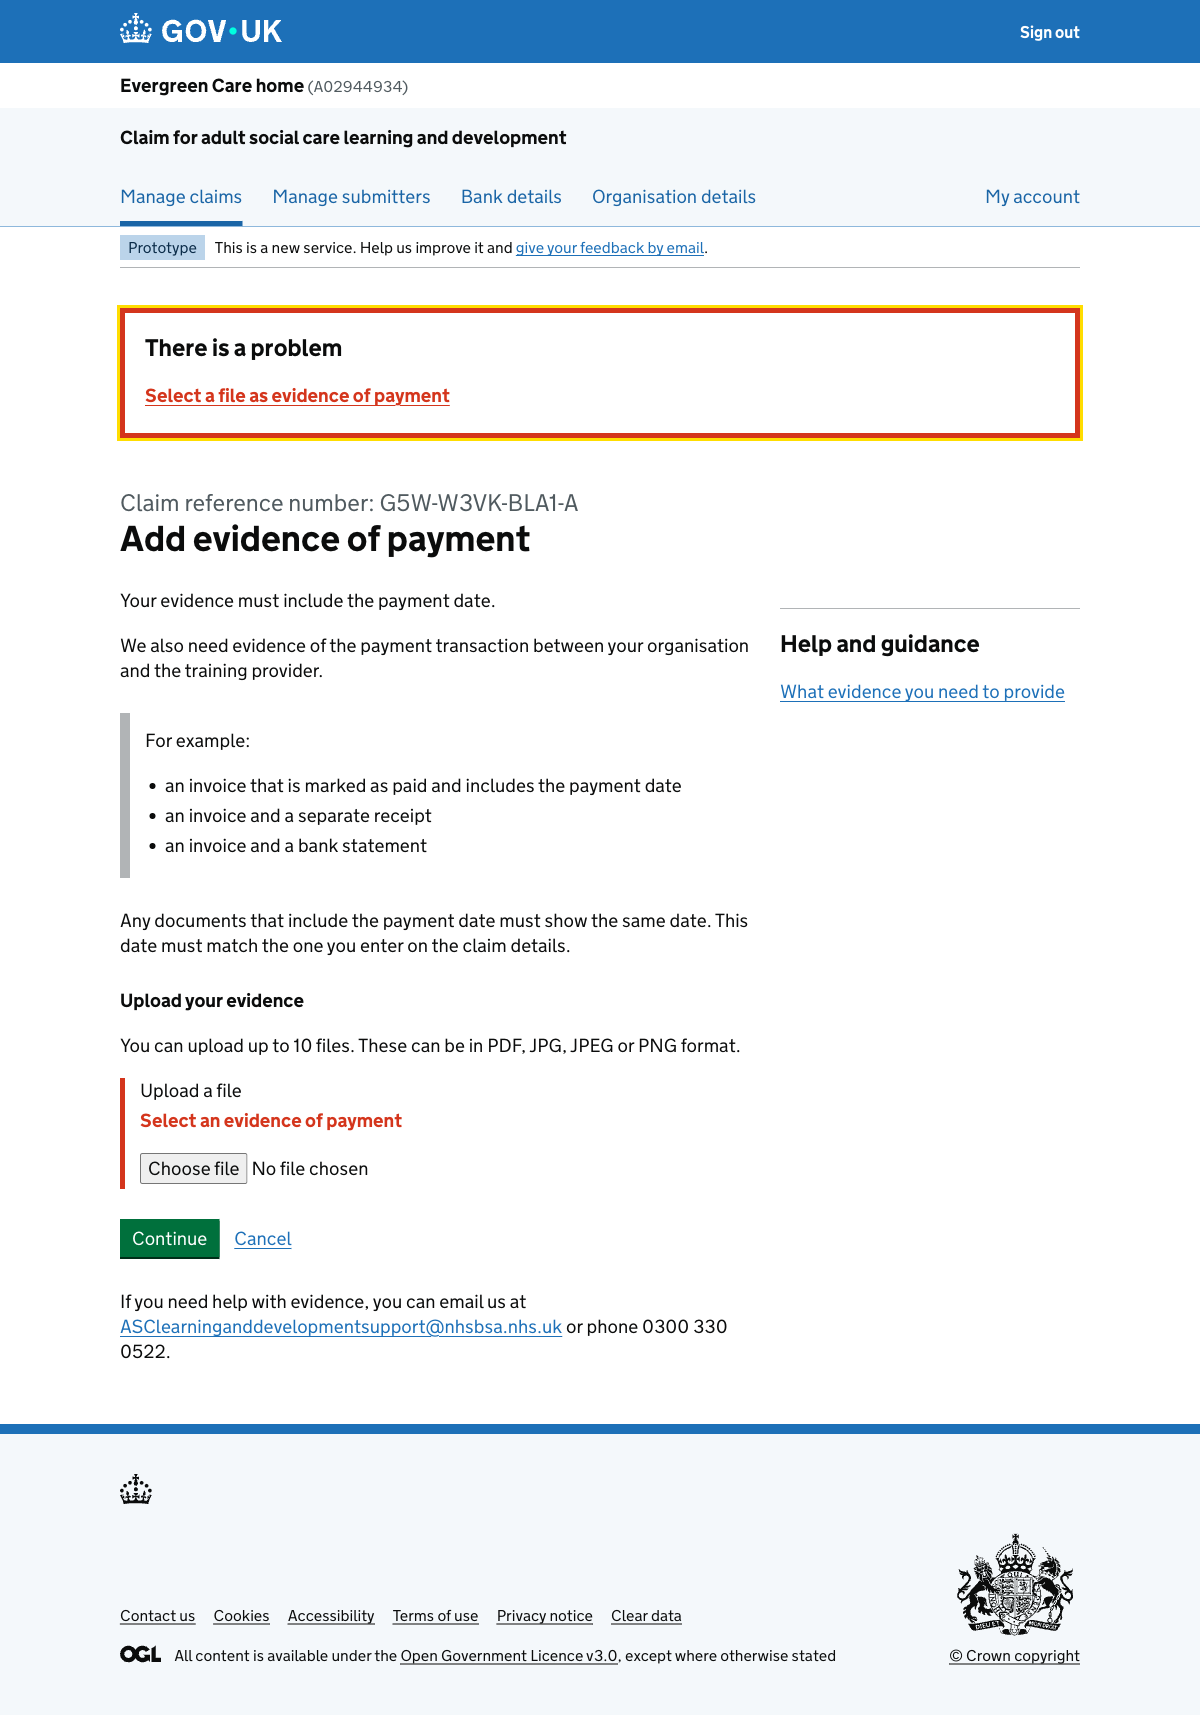 GOV•UK
Sign out
Evergreen Care home (A02944934)
Claim for adult social care learning and development
Manage claims Manage submitters Bank details Organisation details My account
Prototype This is a new service. Help us improve it and give your feedback by email.
There is a problem
Select a file as evidence of payment
Claim reference number: G5W-W3VK-BLA1-A
Add evidence of payment
Your evidence must include the payment date.
We also need evidence of the payment transaction between your organisation
and the training provider.
For example:
• an invoice that is marked as paid and includes the payment date
• an invoice and a separate receipt
• an invoice and a bank statement
Any documents that include the payment date must show the same date. This
date must match the one you enter on the claim details.
Upload your evidence
You can upload up to 10 files. These can be in PDF, JPG, JPEG or PNG format.
Upload a file
Select an evidence of payment
Choose file No file chosen
Continue Cancel
If you need help with evidence, you can email us at
ASClearninganddevelopmentsupport@nhsbsa.nhs.uk or phone 0300 330
0522.
Help and guidance
What evidence you need to provide
Contact us Cookies Accessibility Terms of use Privacy notice Clear data
OGL All content is available under the Open Government Licence v3.0, except where otherwise stated
© Crown copyright